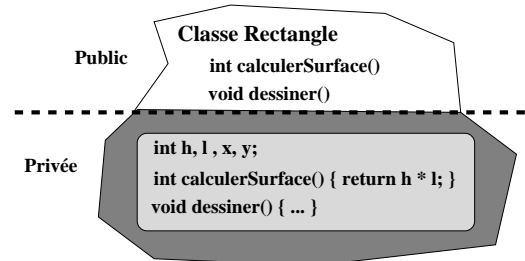 Classe Rectangle
Public
int calculerSurface()
void dessiner()
int h, l , x, y;
Privée
int calculerSurface() { return h * l; }
void dessiner() { ... }